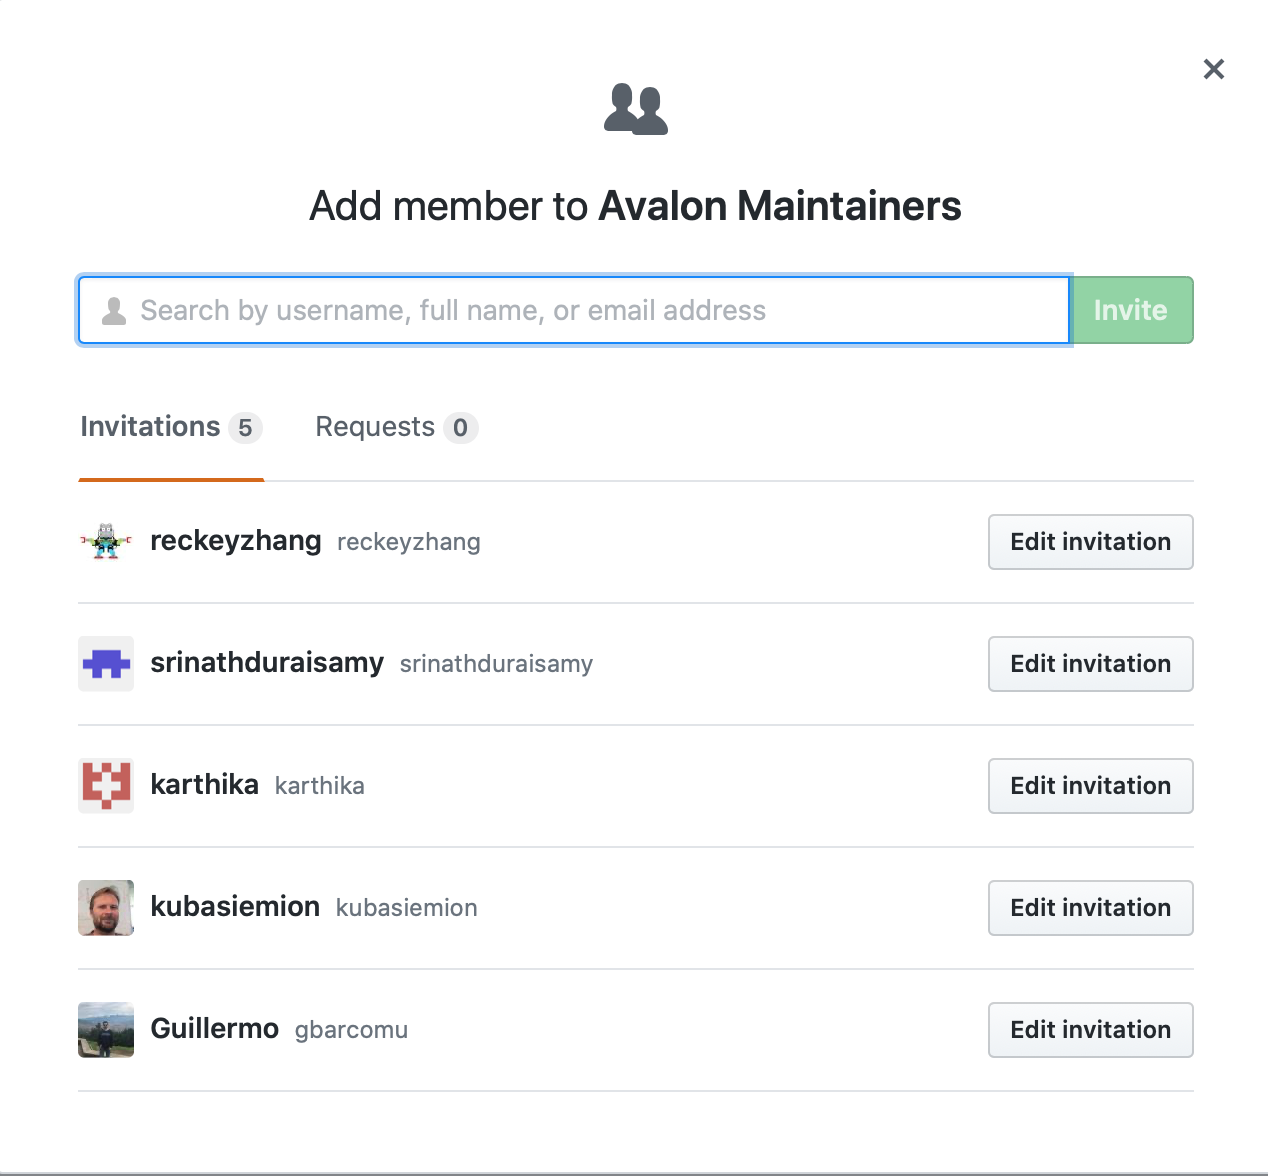 Add member to Avalon Maintainers
Search by username, full name, or email address
Invite
Invitations 5 Requests 0
reckeyzhang reckeyzhang Edit invitation
srinathduraisamy srinathduraisamy Edit invitation
karthika karthika Edit invitation
kubasiemion kubasiemion Edit invitation
Guillermo gbarcomu Edit invitation